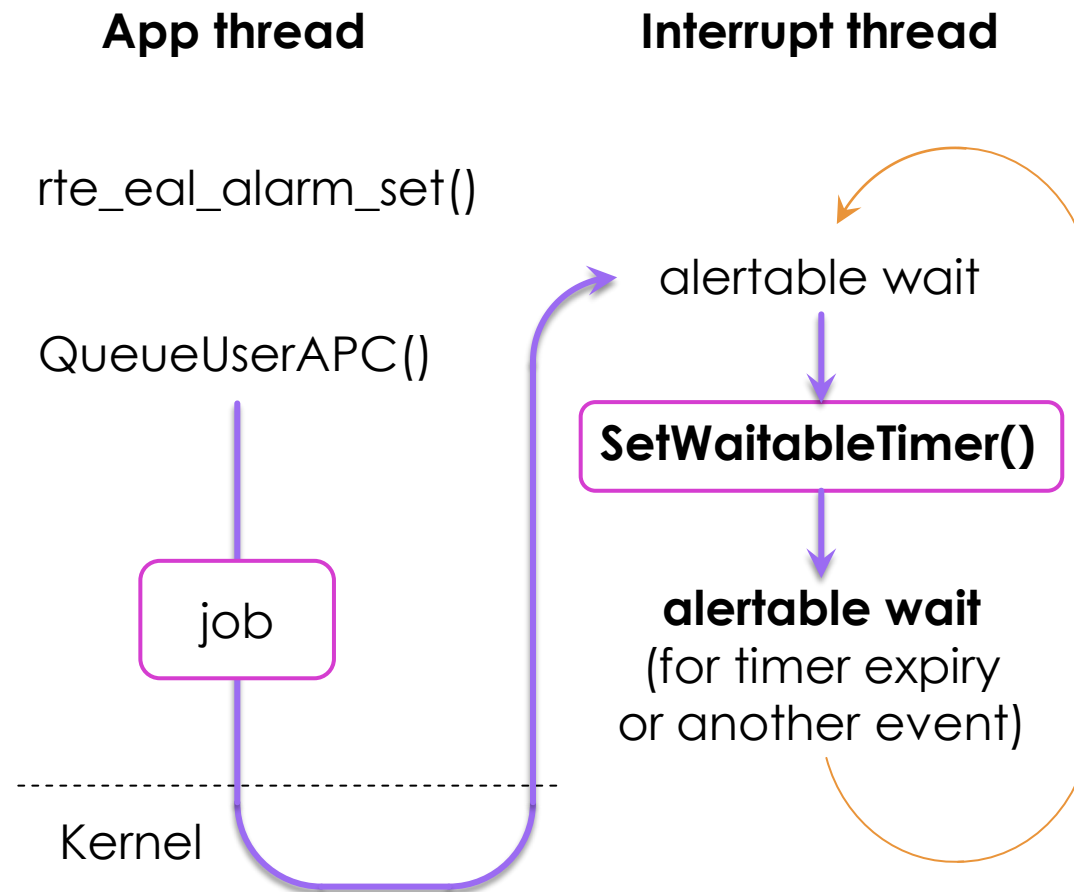 App thread
Interrupt thread
rte_eal_alarm_set()
QueueUserAPC()
job
Kernel
alertable wait
SetWaitableTimer()
alertable wait
(for timer expiry
or another event)